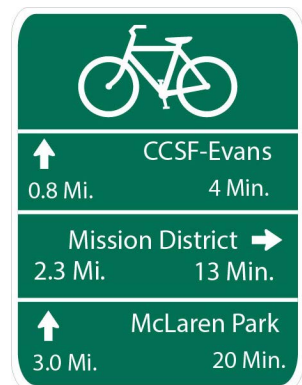 CCSF-Evans
0.8 Mi. 4 Min.
Mission District
2.3 Mi. 13 Min.
McLaren Park
3.0 Mi. 20 Min.